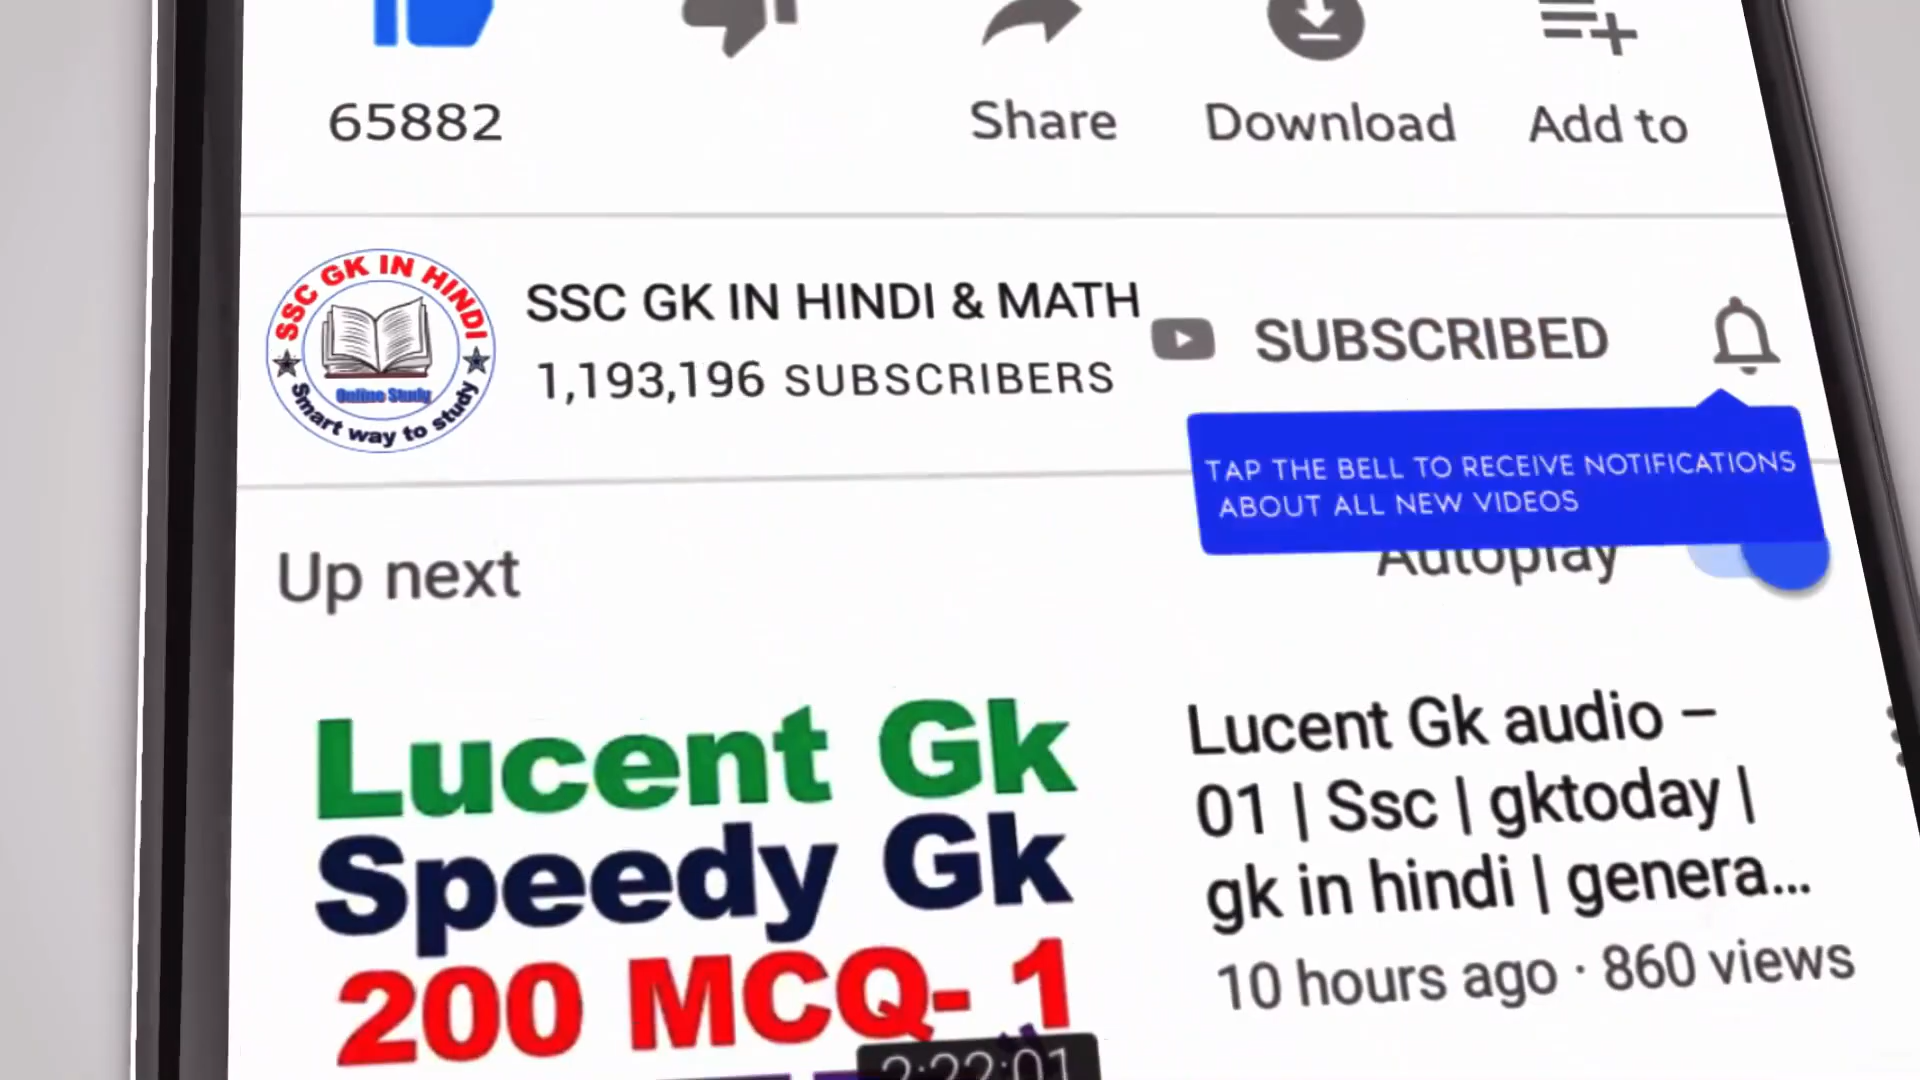 65882
Share
Download
Add to
SSC GK IN HINDI
Online Study
Smart way to study
SSC GK IN HINDI & MATH
1,193,196 SUBSCRIBERS
SUBSCRIBED
TAP THE BELL TO RECEIVE NOTIFICATIONS
ABOUT ALL NEW VIDEOS
Up next
Autoplay
Lucent Gk
Speedy Gk
200 MCQ- 1
2:22:01
Lucent Gk audio –
01 | Ssc | gktoday |
gk in hindi | genera...
10 hours ago · 860 views